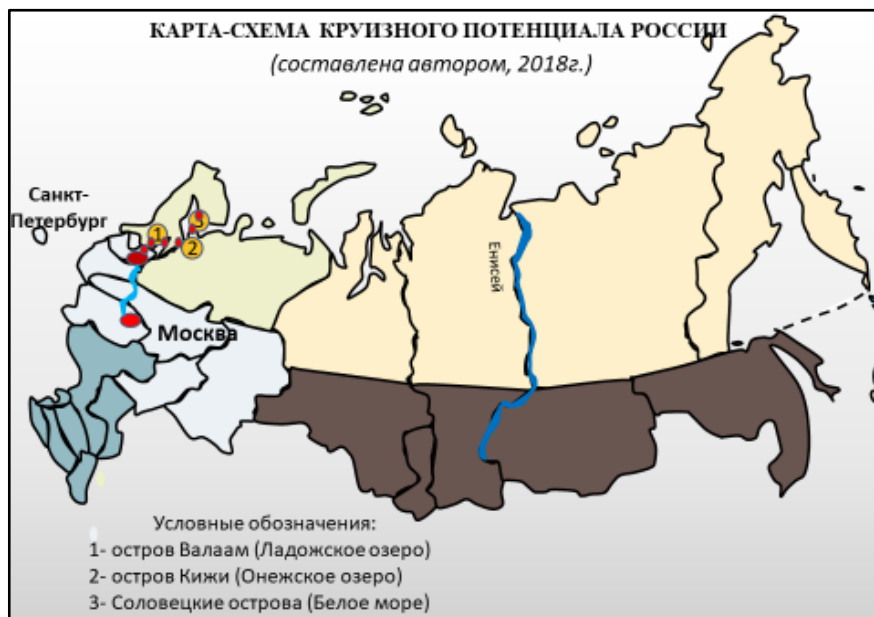 КАРТА-СХЕМА КРУИЗНОГО ПОТЕНЦИАЛА РОССИИ
(составлена автором, 2018г.)
Санкт-
Петербург
1
3
2
Енисей
Москва
Условные обозначения:
1- остров Валаам (Ладожское озеро)
2- остров Кижи (Онежское озеро)
3- Соловецкие острова (Белое море)